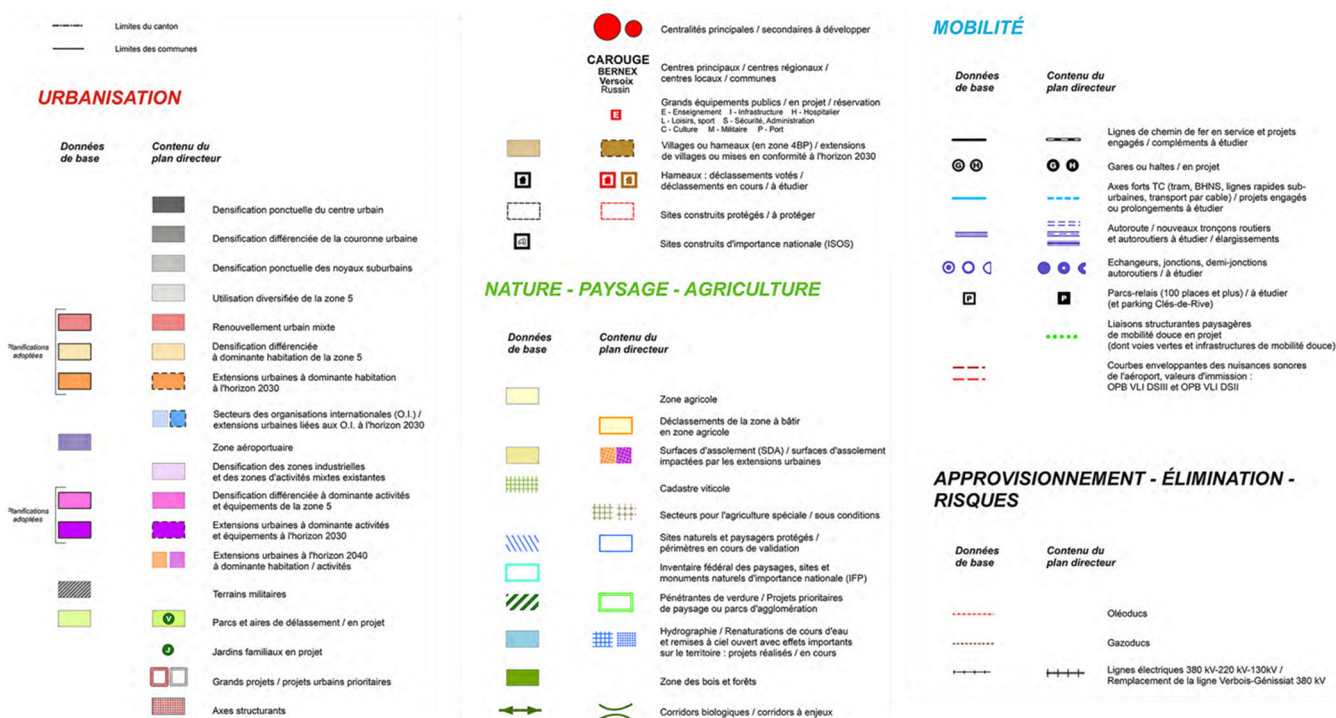 Limites du canton
Limites des communes
URBANISATION
Données
de base
Contenu du
plan directeur
Densification ponctuelle du centre urbain
Densification différenciée de la couronne urbaine
Densification ponctuelle des noyaux suburbains
Utilisation diversifiée de la zone 5
Planifications
adoptées
Renouvellement urbain mixte
Densification différenciée
à dominante habitation de la zone 5
Extensions urbaines à dominante habitation
à l'horizon 2030
Secteurs des organisations internationales (O.I.) /
extensions urbaines liées aux O.I. à l'horizon 2030
Zone aéroportuaire
Densification des zones industrielles
et des zones d'activités mixtes existantes
Planifications
adoptées
Densification différenciée à dominante activités
et équipements de la zone 5
Extensions urbaines à dominante activités
et équipements à l'horizon 2030
Extensions urbaines à l'horizon 2040
à dominante habitation / activités
Terrains militaires
V
Parcs et aires de délassement / en projet
J
Jardins familiaux en projet
Grands projets / projets urbains prioritaires
Axes structurants
Centralités principales / secondaires à développer
CAROUGE
BERNEX
Versoix
Russin
Centres principaux / centres régionaux /
centres locaux / communes
E
Grands équipements publics / en projet / réservation
E - Enseignement I - Infrastructure H - Hospitalier
L - Loisirs, sport S - Sécurité, Administration
C - Culture M - Militaire P - Port
Villages ou hameaux (en zone 4BP) / extensions
de villages ou mises en conformité à l'horizon 2030
Hameaux : déclassements votés /
déclassements en cours / à étudier
Sites construits protégés / à protéger
Sites construits d'importance nationale (ISOS)
NATURE - PAYSAGE - AGRICULTURE
Données
de base
Contenu du
plan directeur
Zone agricole
Déclassements de la zone à bâtir
en zone agricole
Surfaces d'assolement (SDA) / surfaces d'assolement
impactées par les extensions urbaines
Cadastre viticole
Secteurs pour l'agriculture spéciale / sous conditions
Sites naturels et paysagers protégés /
périmètres en cours de validation
Inventaire fédéral des paysages, sites et
monuments naturels d'importance nationale (IFP)
Pénétrantes de verdure / Projets prioritaires
de paysage ou parcs d'agglomération
Hydrographie / Renaturations de cours d'eau
et remises à ciel ouvert avec effets importants
sur le territoire : projets réalisés / en cours
Zone des bois et forêts
Corridors biologiques / corridors à enjeux
MOBILITÉ
Données
de base
Contenu du
plan directeur
Lignes de chemin de fer en service et projets
engagés / compléments à étudier
G H G H
Gares ou haltes / en projet
Axes forts TC (tram, BHNS, lignes rapides sub-
urbaines, transport par cable) / projets engagés
ou prolongements à étudier
Autoroute / nouveaux tronçons routiers
et autoroutiers à étudier / élargissements
Echangeurs, jonctions, demi-jonctions
autoroutiers / à étudier
P P
Parcs-relais (100 places et plus) / à étudier
(et parking Clés-de-Rive)
Liaisons structurantes paysagères
de mobilité douce en projet
(dont voies vertes et infrastructures de mobilité douce)
Courbes enveloppantes des nuisances sonores
de l'aéroport, valeurs d'immission :
OPB VLI DSIII et OPB VLI DSII
APPROVISIONNEMENT - ÉLIMINATION -
RISQUES
Données
de base
Contenu du
plan directeur
Oléoducs
Gazoducs
Lignes électriques 380 kV-220 kV-130kV /
Remplacement de la ligne Verbois-Génissiat 380 kV